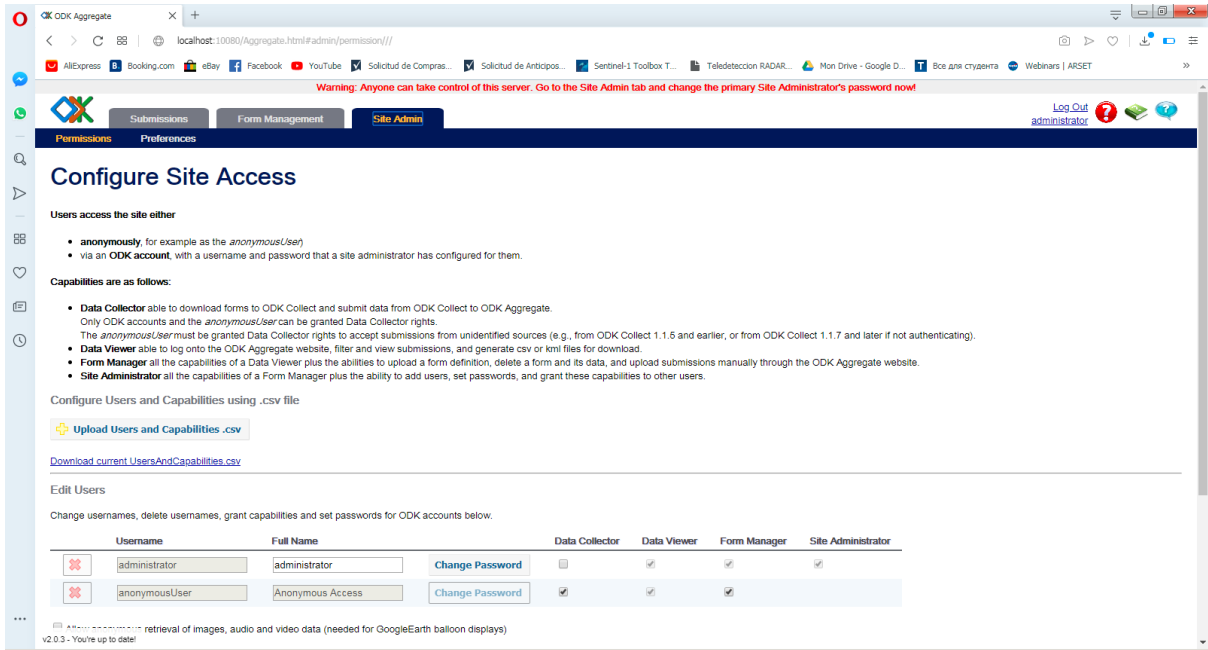 ODK Aggregate
localhost:10080/Aggregate.html#admin/permission///
AliExpress Booking.com eBay Facebook YouTube Solicitud de Compras... Solicitud de Anticipos... Sentinel-1 Toolbox T... Teledeteccion RADAR... Mon Drive - Google D... Все для студента Webinars | ARSET
Warning: Anyone can take control of this server. Go to the Site Admin tab and change the primary Site Administrator's password now!
ODK Submissions Form Management Site Admin Log Out
administrator
Permissions Preferences
Configure Site Access
Users access the site either
• anonymously, for example as the anonymousUser)
• via an ODK account, with a username and password that a site administrator has configured for them.
Capabilities are as follows:
• Data Collector able to download forms to ODK Collect and submit data from ODK Collect to ODK Aggregate.
Only ODK accounts and the anonymousUser can be granted Data Collector rights.
The anonymousUser must be granted Data Collector rights to accept submissions from unidentified sources (e.g., from ODK Collect 1.1.5 and earlier, or from ODK Collect 1.1.7 and later if not authenticating).
• Data Viewer able to log onto the ODK Aggregate website, filter and view submissions, and generate csv or kml files for download.
• Form Manager all the capabilities of a Data Viewer plus the abilities to upload a form definition, delete a form and its data, and upload submissions manually through the ODK Aggregate website.
• Site Administrator all the capabilities of a Form Manager plus the ability to add users, set passwords, and grant these capabilities to other users.
Configure Users and Capabilities using .csv file
Upload Users and Capabilities .csv
Download current UsersAndCapabilities.csv
Edit Users
Change usernames, delete usernames, grant capabilities and set passwords for ODK accounts below.
Username Full Name Data Collector Data Viewer Form Manager Site Administrator
administrator administrator Change Password
anonymousUser Anonymous Access Change Password
retrieval of images, audio and video data (needed for GoogleEarth balloon displays)
v2.0.3 - You're up to date!